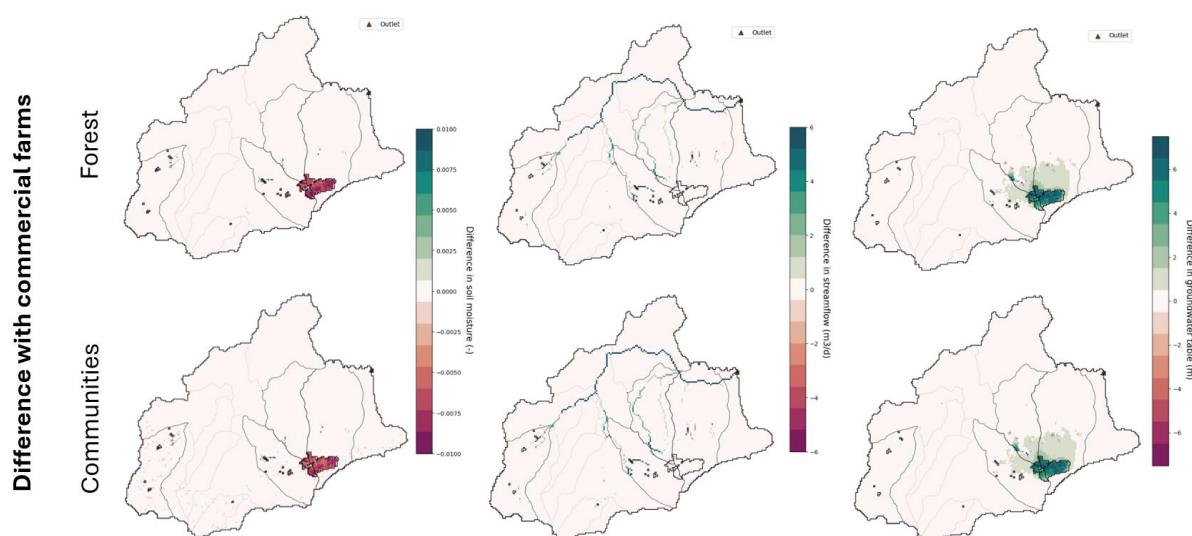 Difference with commercial farms
Forest
Communities
Outlet
0.0100
0.0075
0.0050
0.0025
0.0000
−0.0025
−0.0050
−0.0075
−0.0100
Difference in soil moisture (-)
Outlet
6
4
2
0
−2
−4
−6
Difference in streamflow (m3/d)
Outlet
6
4
2
0
−2
−4
−6
Difference in groundwater table (m)